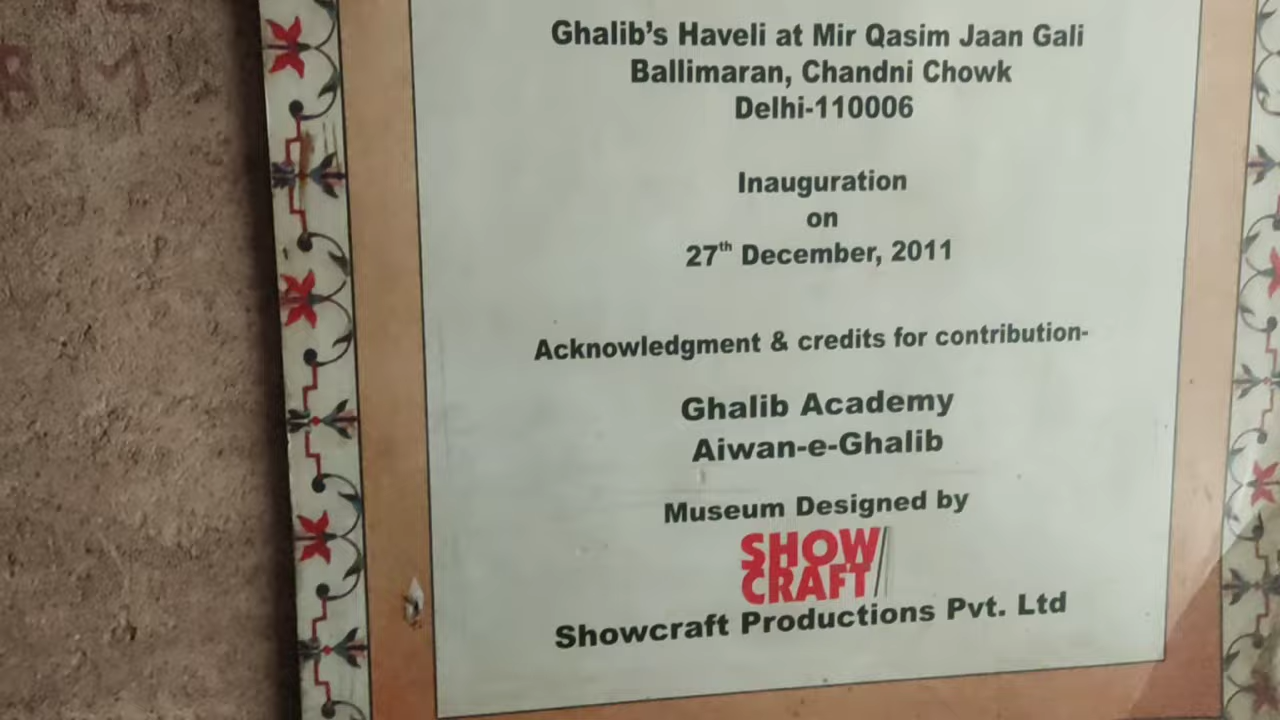 Ghalib's Haveli at Mir Qasim Jaan Gali
Ballimaran, Chandni Chowk
Delhi-110006
Inauguration
on
27th December, 2011
Acknowledgment & credits for contribution-
Ghalib Academy
Aiwan-e-Ghalib
Museum Designed by
SHOW
CRAFT
Showcraft Productions Pvt. Ltd